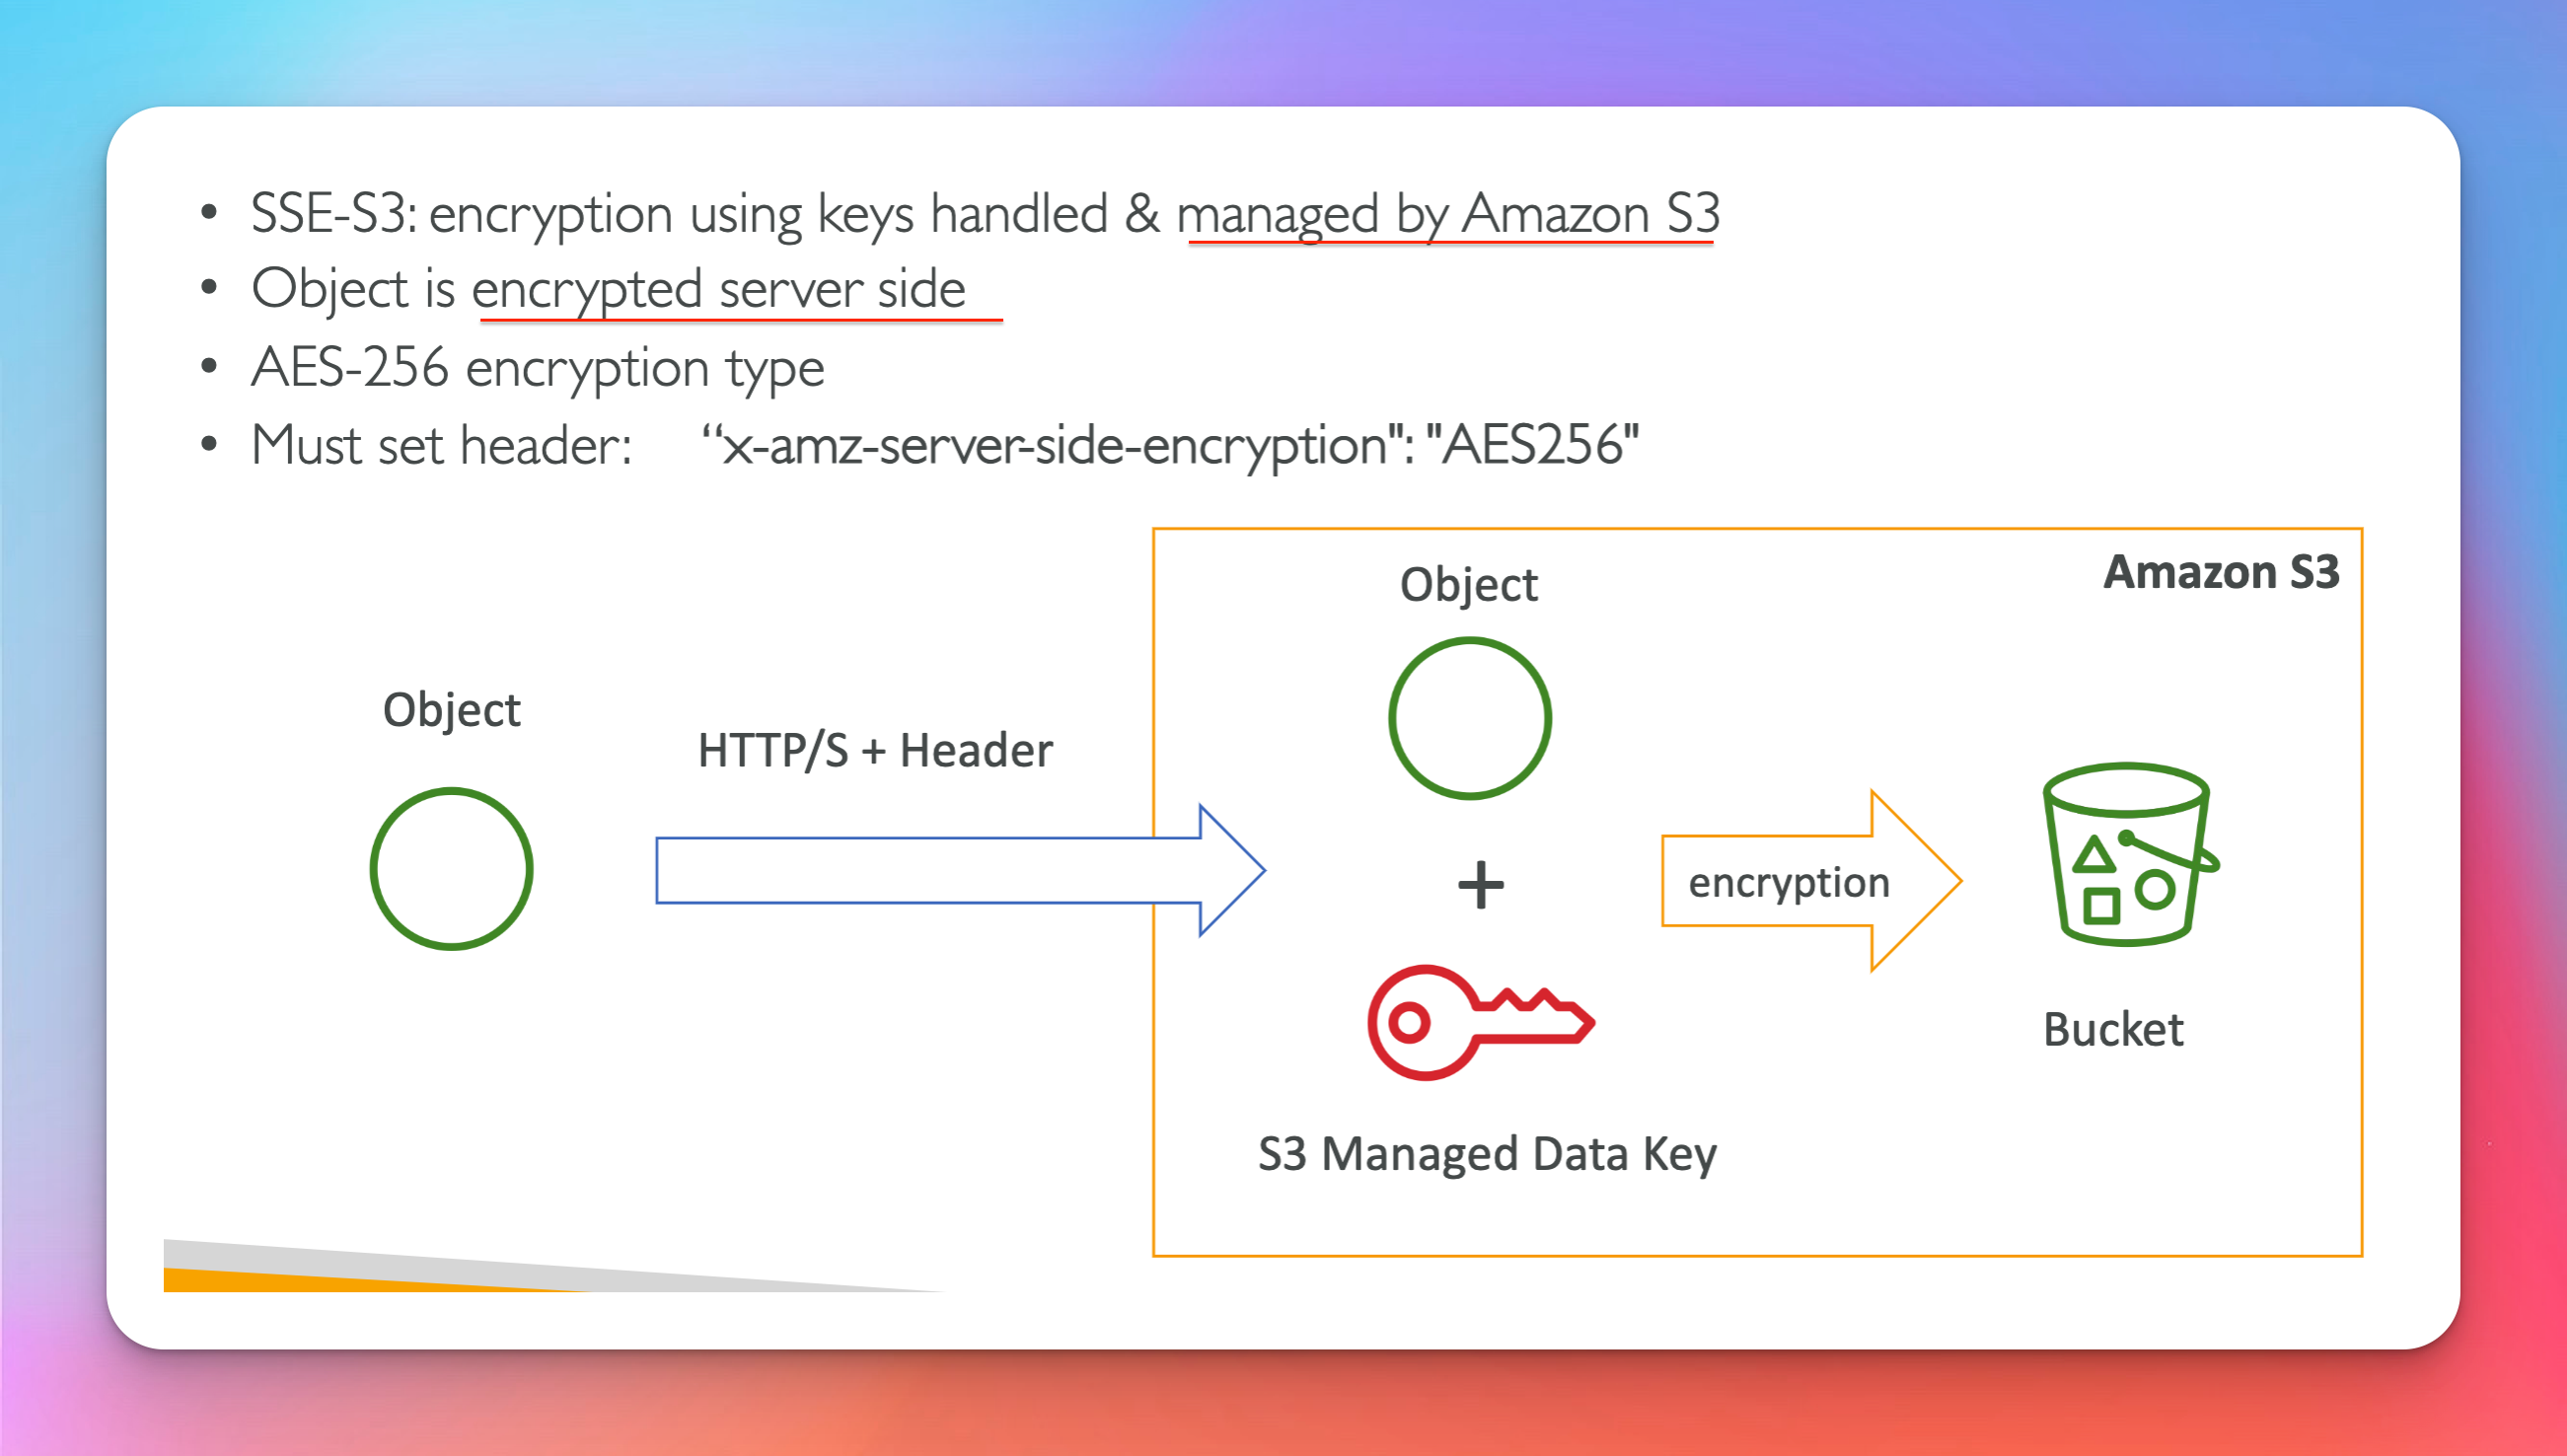 • SSE-S3: encryption using keys handled & managed by Amazon S3
• Object is encrypted server side
• AES-256 encryption type
• Must set header: “x-amz-server-side-encryption": "AES256"
Amazon S3
Object
Object
HTTP/S + Header
+
encryption
Bucket
S3 Managed Data Key